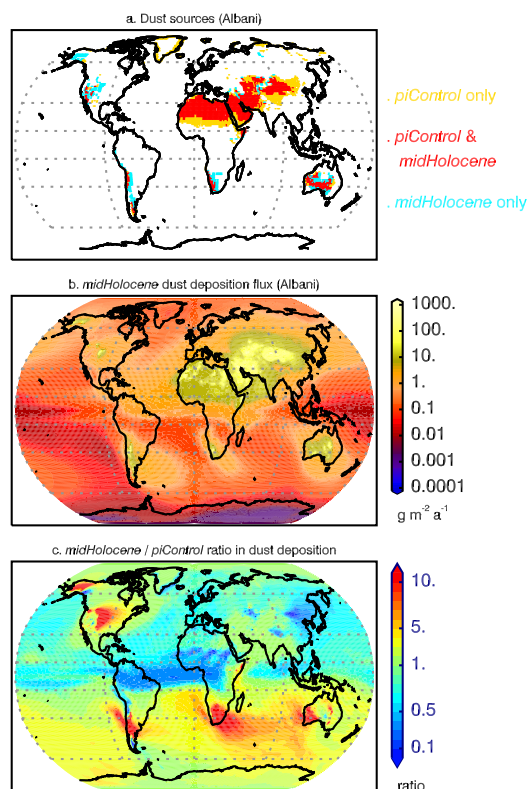 a. Dust sources (Albani)
. piControl only
. piControl &
midHolocene
. midHolocene only
b. midHolocene dust deposition flux (Albani)
1000.
100.
10.
1.
0.1
0.01
0.001
0.0001
g m⁻² a⁻¹
c. midHolocene / piControl ratio in dust deposition
10.
5.
1.
0.5
0.1
ratio